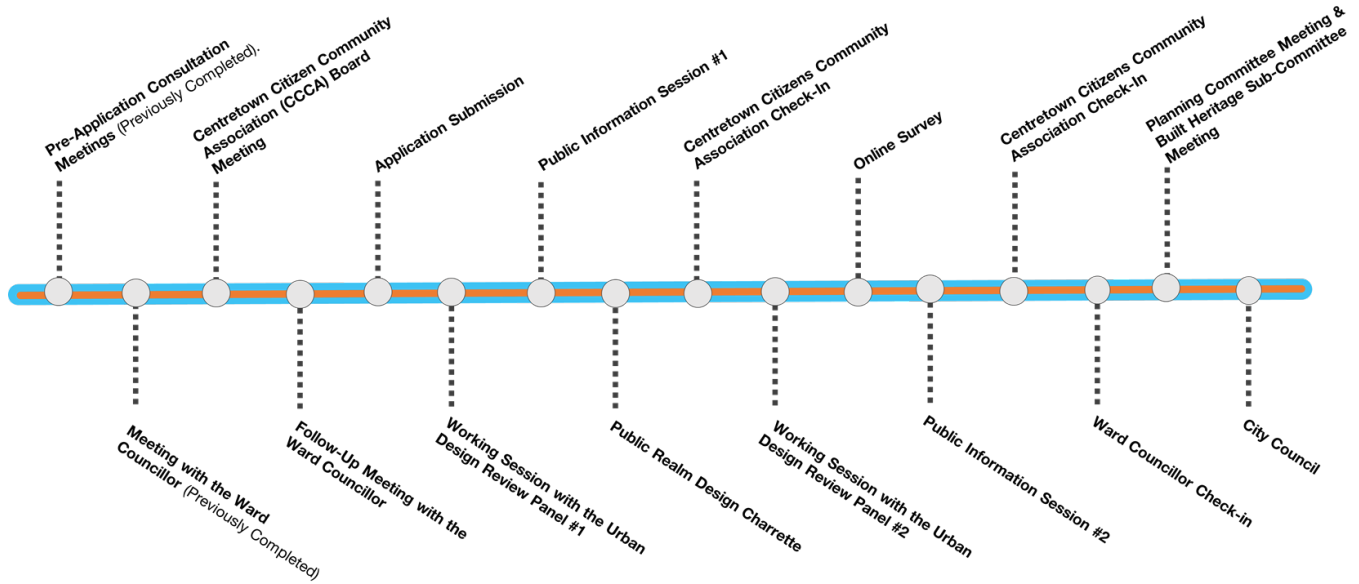 Pre-Application Consultation
Meetings (Previously Completed).
Meeting with the Ward
Councillor (Previously Completed)
Centretown Citizen Community
Association (CCCA) Board
Meeting
Follow-Up Meeting with the
Ward Councillor
Application Submission
Working Session with the Urban
Design Review Panel #1
Public Information Session #1
Public Realm Design Charrette
Centretown Citizens Community
Association Check-In
Working Session with the Urban
Design Review Panel #2
Online Survey
Public Information Session #2
Centretown Citizens Community
Association Check-In
Ward Councillor Check-in
Planning Committee Meeting &
Built Heritage Sub-Committee
Meeting
City Council